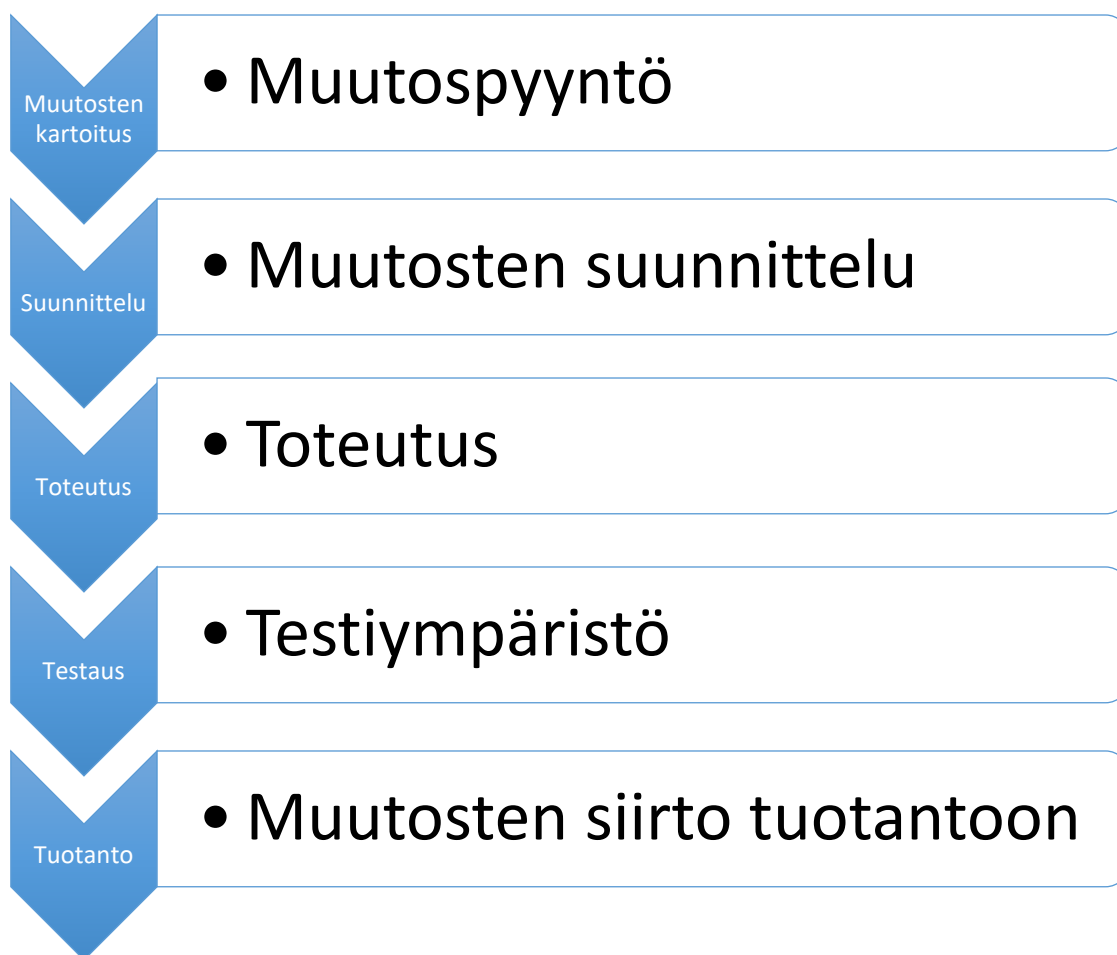 Muutosten
kartoitus
• Muutospyyntö
Suunnittelu
• Muutosten suunnittelu
Toteutus
• Toteutus
Testaus
• Testiympäristö
Tuotanto
• Muutosten siirto tuotantoon